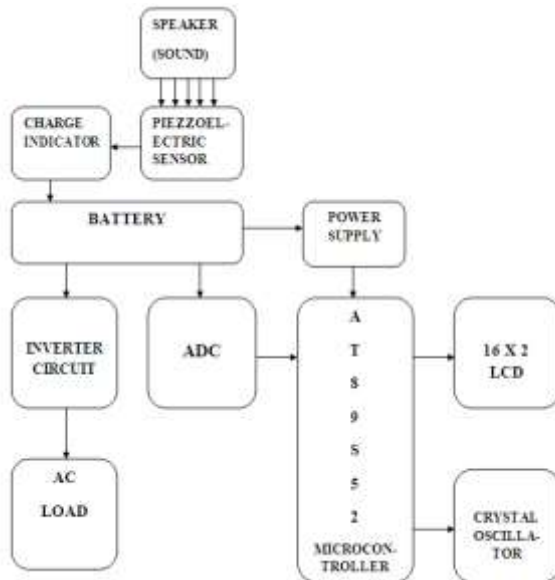 SPEAKER
(SOUND)
CHARGE
INDICATOR
PIEZZOEL-
ECTRIC
SENSOR
BATTERY
POWER
SUPPLY
INVERTER
CIRCUIT
ADC
A
T
8
9
S
5
2
MICROCON-
TROLLER
16 X 2
LCD
AC
LOAD
CRYSTAL
OSCILLA-
TOR